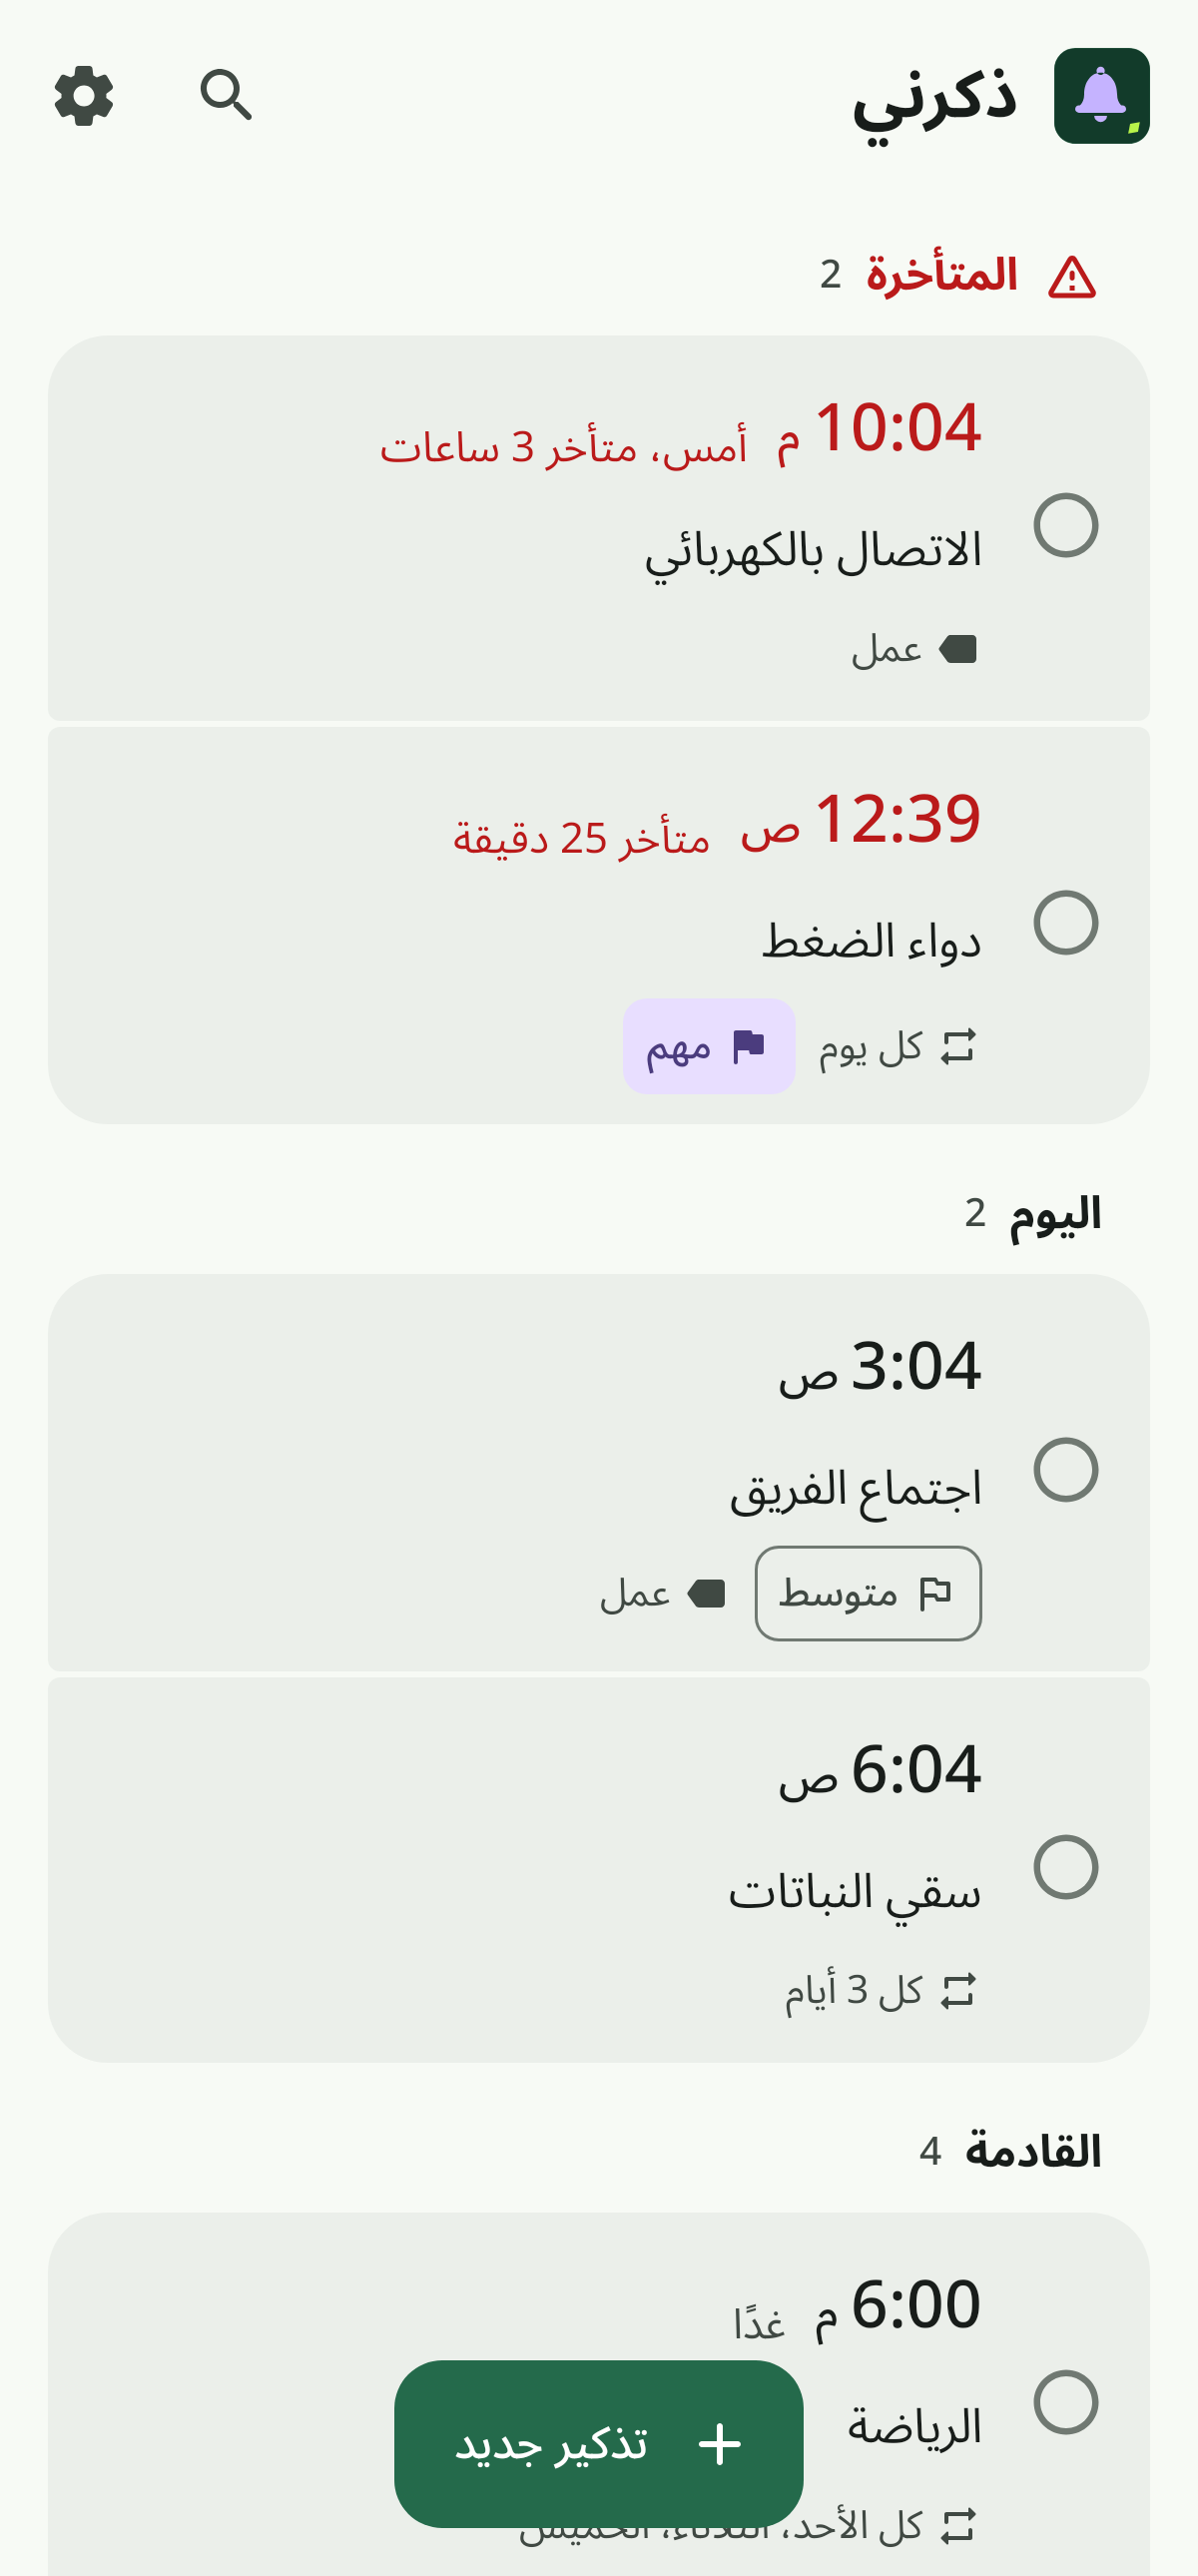 ذكرني
المتأخرة 2
10:04 م أمس، متأخر 3 ساعات
الاتصال بالكهربائي
عمل
12:39 ص متأخر 25 دقيقة
دواء الضغط
كل يوم مهم
اليوم 2
3:04 ص
اجتماع الفريق
متوسط عمل
6:04 ص
سقي النباتات
كل 3 أيام
القادمة 4
6:00 م غدًا
الرياضة
تذكير جديد
كل الأحد، الثلاثاء، الخميس